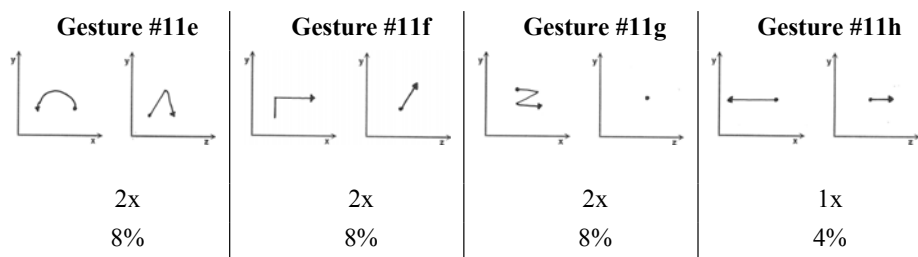 Gesture #11e Gesture #11f Gesture #11g Gesture #11h
y y y y y y y y
x z x z x z x z
2x 2x 2x 1x
8% 8% 8% 4%